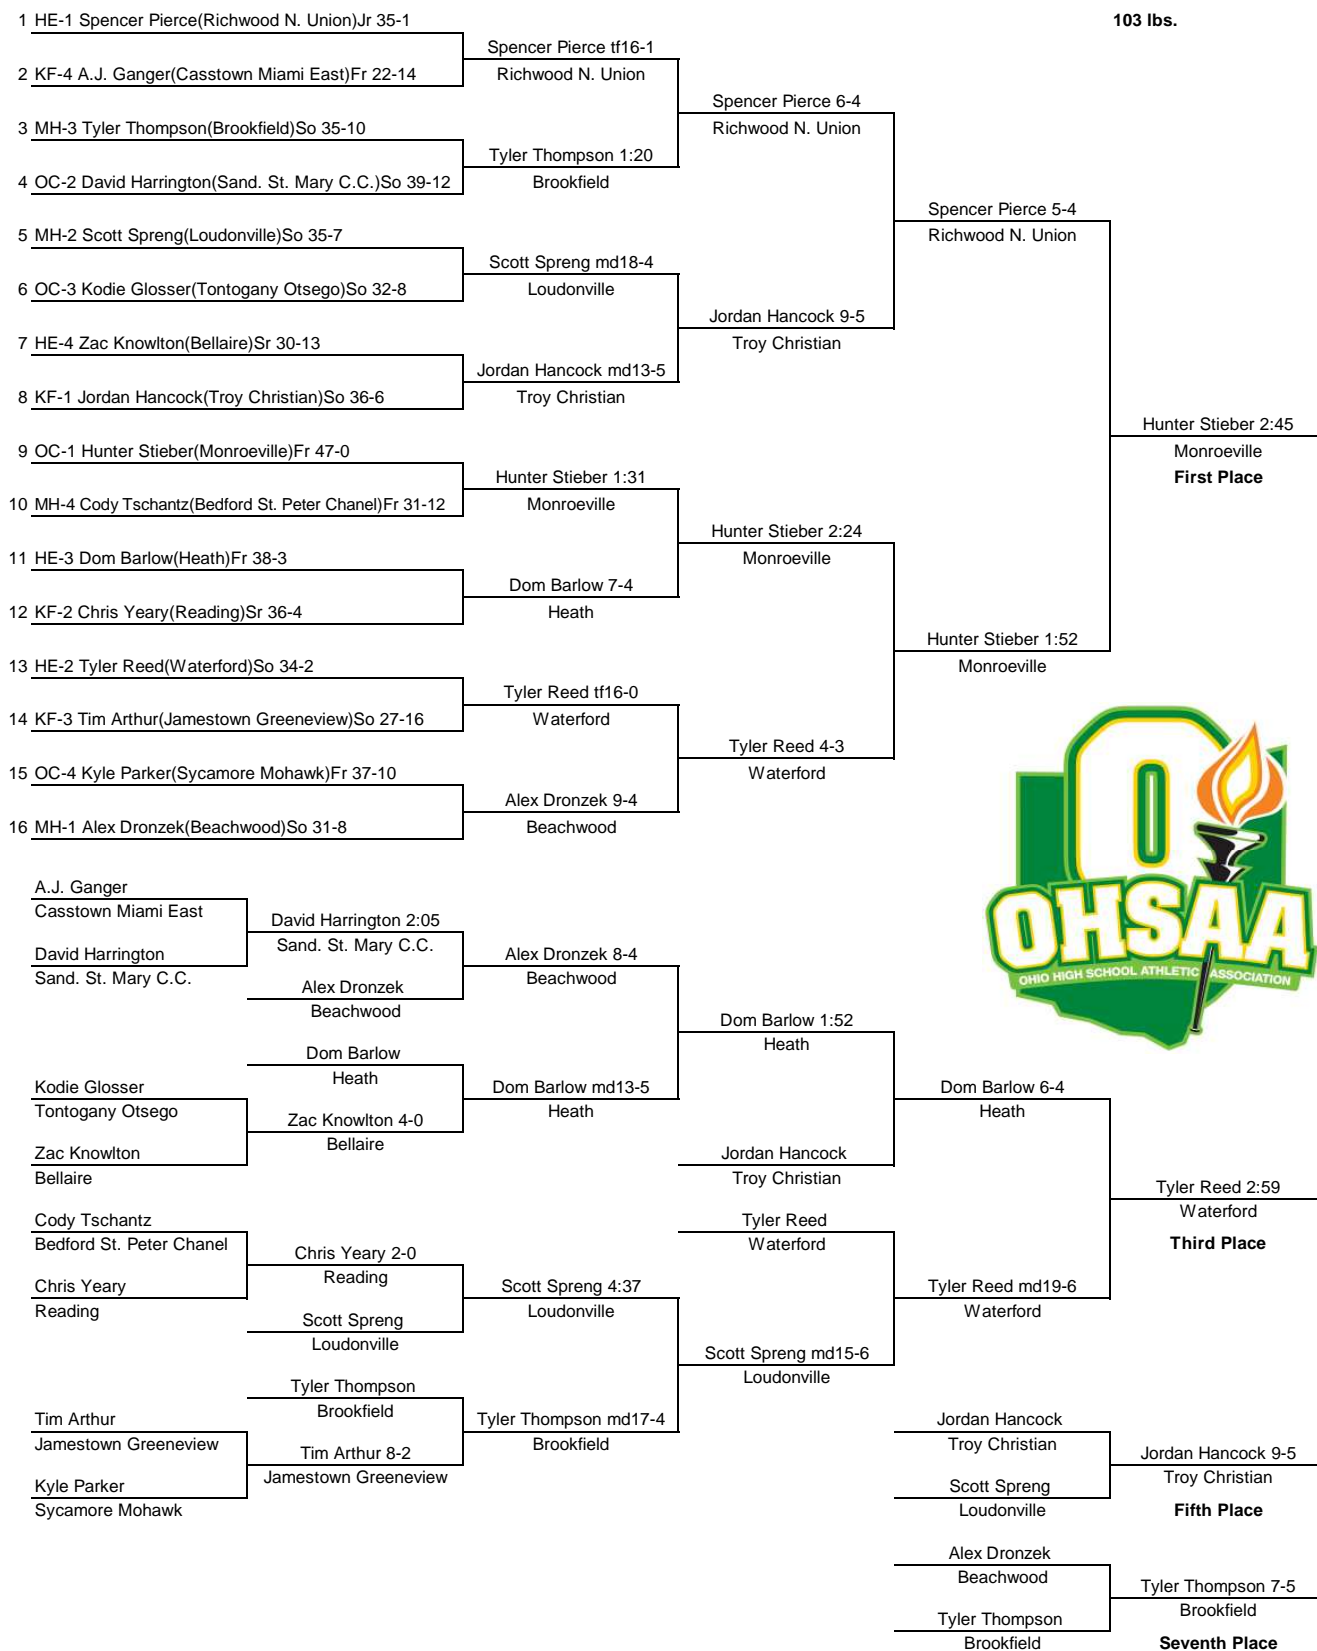 1 HE-1 Spencer Pierce(Richwood N. Union)Jr 35-1
103 lbs.
Spencer Pierce tf16-1
2 KF-4 A.J. Ganger(Casstown Miami East)Fr 22-14
Richwood N. Union
Spencer Pierce 6-4
3 MH-3 Tyler Thompson(Brookfield)So 35-10
Richwood N. Union
Tyler Thompson 1:20
4 OC-2 David Harrington(Sand. St. Mary C.C.)So 39-12
Brookfield
Spencer Pierce 5-4
5 MH-2 Scott Spreng(Loudonville)So 35-7
Richwood N. Union
Scott Spreng md18-4
6 OC-3 Kodie Glosser(Tontogany Otsego)So 32-8
Loudonville
Jordan Hancock 9-5
7 HE-4 Zac Knowlton(Bellaire)Sr 30-13
Troy Christian
Jordan Hancock md13-5
8 KF-1 Jordan Hancock(Troy Christian)So 36-6
Troy Christian
Hunter Stieber 2:45
9 OC-1 Hunter Stieber(Monroeville)Fr 47-0
Monroeville
Hunter Stieber 1:31
First Place
10 MH-4 Cody Tschantz(Bedford St. Peter Chanel)Fr 31-12
Monroeville
Hunter Stieber 2:24
11 HE-3 Dom Barlow(Heath)Fr 38-3
Monroeville
Dom Barlow 7-4
12 KF-2 Chris Yeary(Reading)Sr 36-4
Heath
Hunter Stieber 1:52
13 HE-2 Tyler Reed(Waterford)So 34-2
Monroeville
Tyler Reed tf16-0
14 KF-3 Tim Arthur(Jamestown Greeneview)So 27-16
Waterford
Tyler Reed 4-3
15 OC-4 Kyle Parker(Sycamore Mohawk)Fr 37-10
Waterford
Alex Dronzek 9-4
16 MH-1 Alex Dronzek(Beachwood)So 31-8
Beachwood
O
OHSAA
OHIO HIGH SCHOOL ATHLETIC ASSOCIATION
A.J. Ganger
Casstown Miami East
David Harrington 2:05
David Harrington
Sand. St. Mary C.C.
Alex Dronzek 8-4
Sand. St. Mary C.C.
Beachwood
Alex Dronzek
Beachwood
Dom Barlow 1:52
Heath
Dom Barlow
Heath
Kodie Glosser
Dom Barlow md13-5
Dom Barlow 6-4
Tontogany Otsego
Heath
Heath
Zac Knowlton 4-0
Bellaire
Zac Knowlton
Jordan Hancock
Bellaire
Troy Christian
Tyler Reed 2:59
Waterford
Third Place
Cody Tschantz
Tyler Reed
Bedford St. Peter Chanel
Waterford
Chris Yeary 2-0
Reading
Chris Yeary
Scott Spreng 4:37
Tyler Reed md19-6
Reading
Loudonville
Waterford
Scott Spreng
Loudonville
Scott Spreng md15-6
Loudonville
Tyler Thompson
Brookfield
Tim Arthur
Tyler Thompson md17-4
Jordan Hancock
Jamestown Greeneview
Brookfield
Troy Christian
Tim Arthur 8-2
Jordan Hancock 9-5
Jamestown Greeneview
Troy Christian
Kyle Parker
Scott Spreng
Sycamore Mohawk
Loudonville
Fifth Place
Alex Dronzek
Beachwood
Tyler Thompson 7-5
Brookfield
Tyler Thompson
Brookfield
Seventh Place